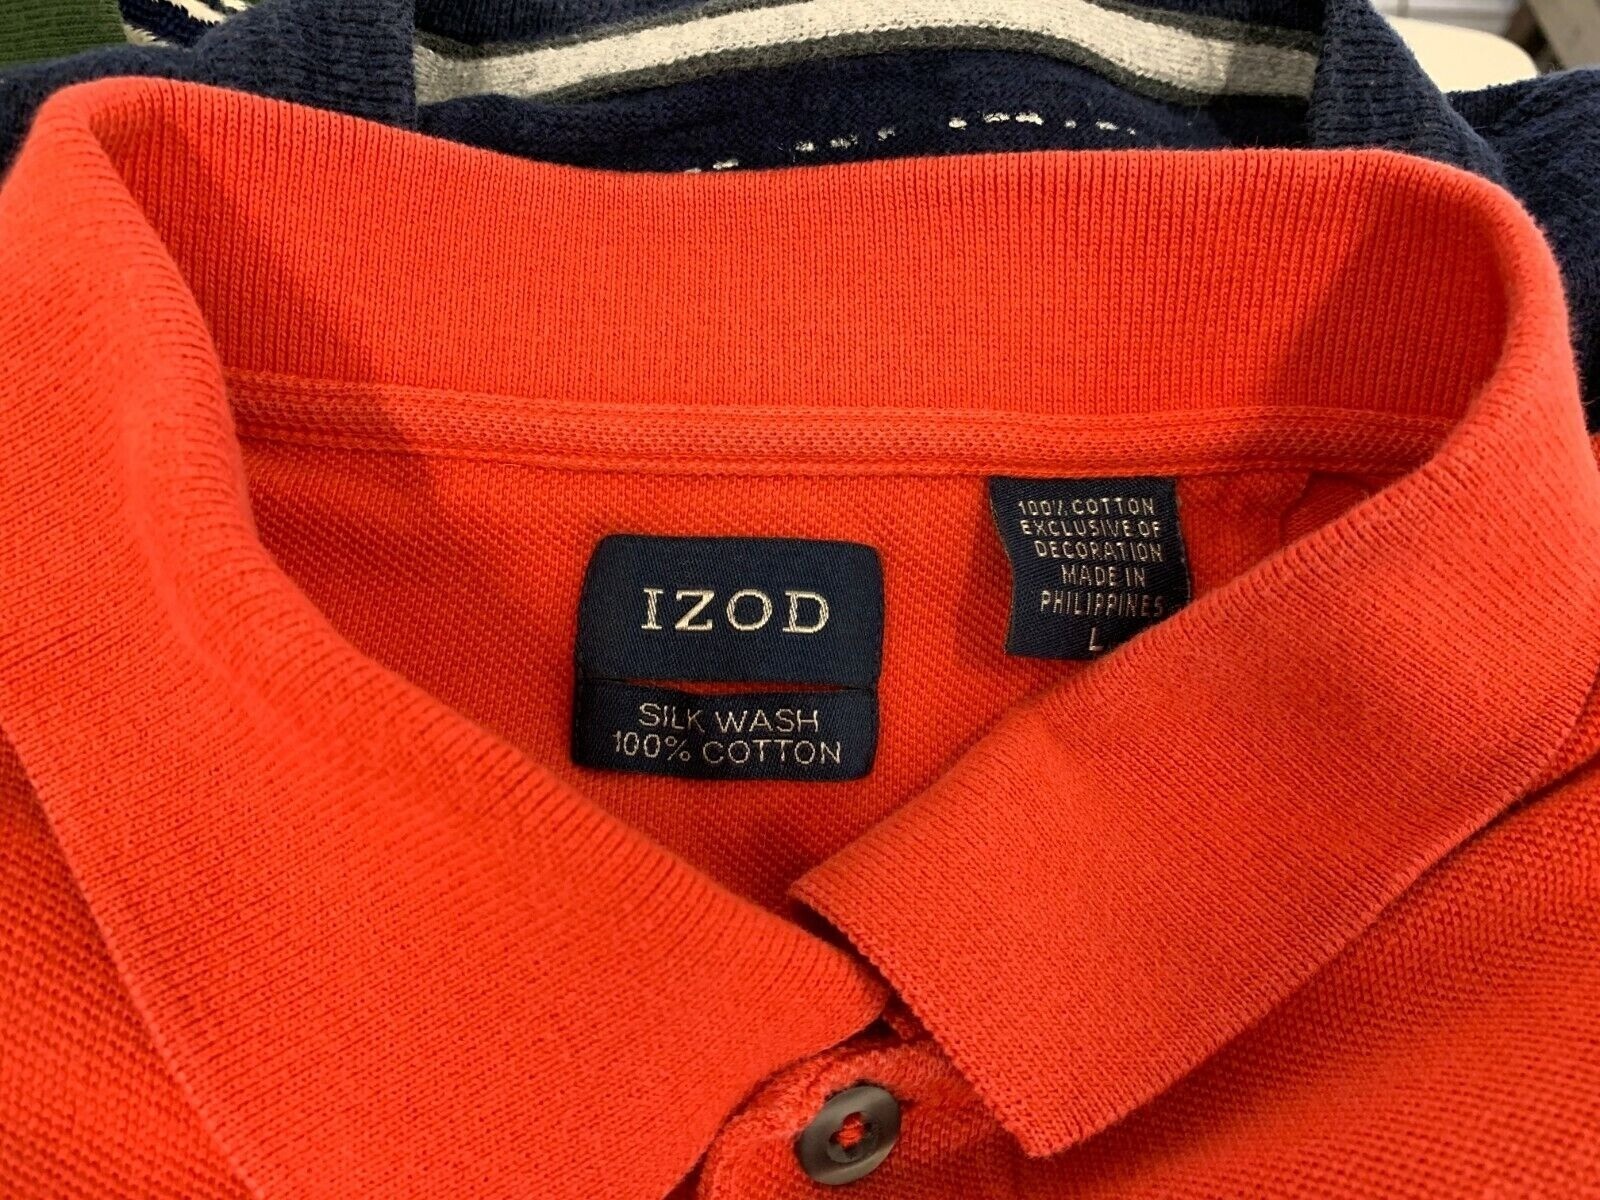 IZOD
SILK WASH
100% COTTON
100% COTTON
EXCLUSIVE OF
DECORATION
MADE IN
PHILIPPINES
L